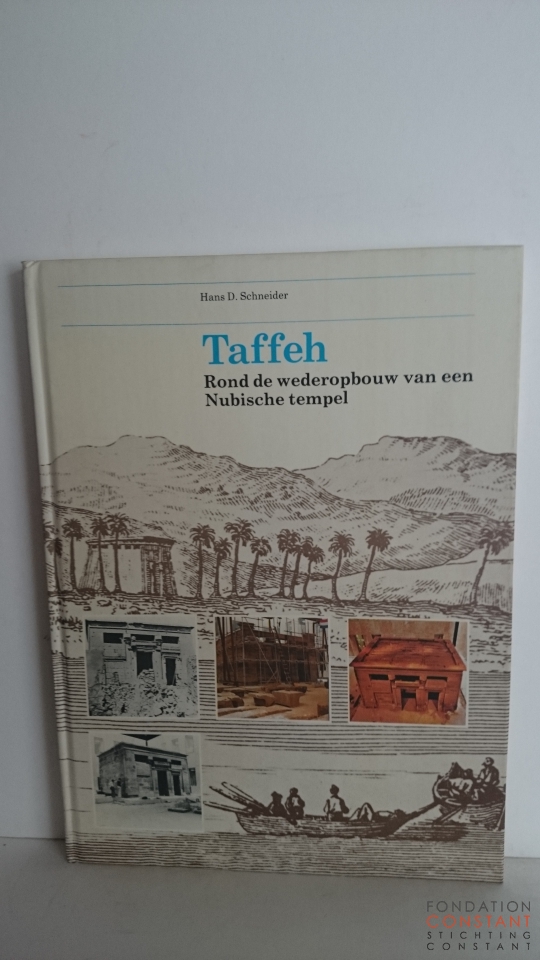 Hans D. Schneider
Taffeh
Rond de wederopbouw van een
Nubische tempel
FONDATION
CONSTANT
STICHTING
CONSTANT